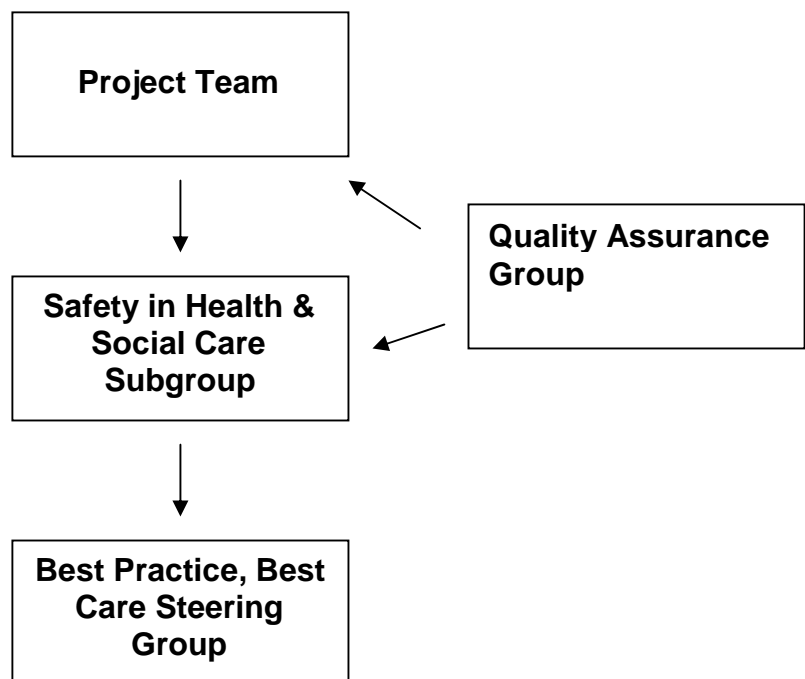 Project Team
Quality Assurance
Group
Safety in Health &
Social Care
Subgroup
Best Practice, Best
Care Steering
Group